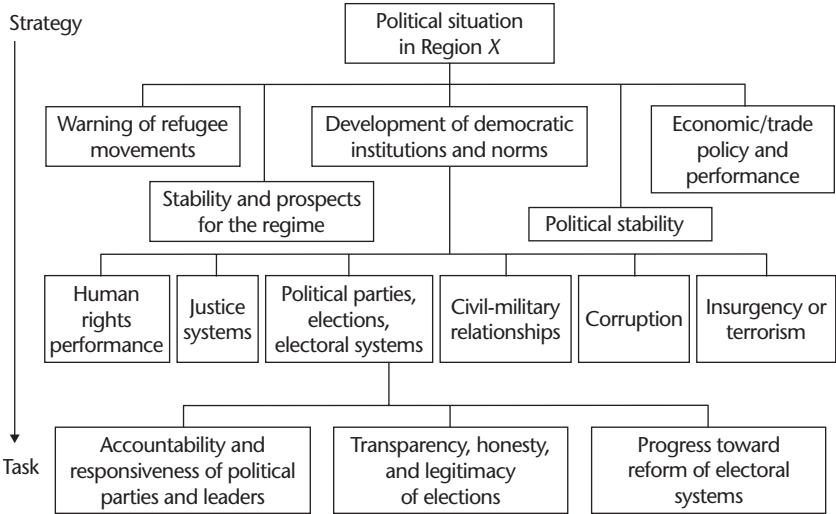 Strategy
Political situation
in Region X
Warning of refugee
movements
Development of democratic
institutions and norms
Economic/trade
policy and
performance
Stability and prospects
for the regime
Political stability
Human
rights
performance
Justice
systems
Political parties,
elections,
electoral systems
Civil-military
relationships
Corruption
Insurgency or
terrorism
Task
Accountability and
responsiveness of political
parties and leaders
Transparency, honesty,
and legitimacy
of elections
Progress toward
reform of electoral
systems